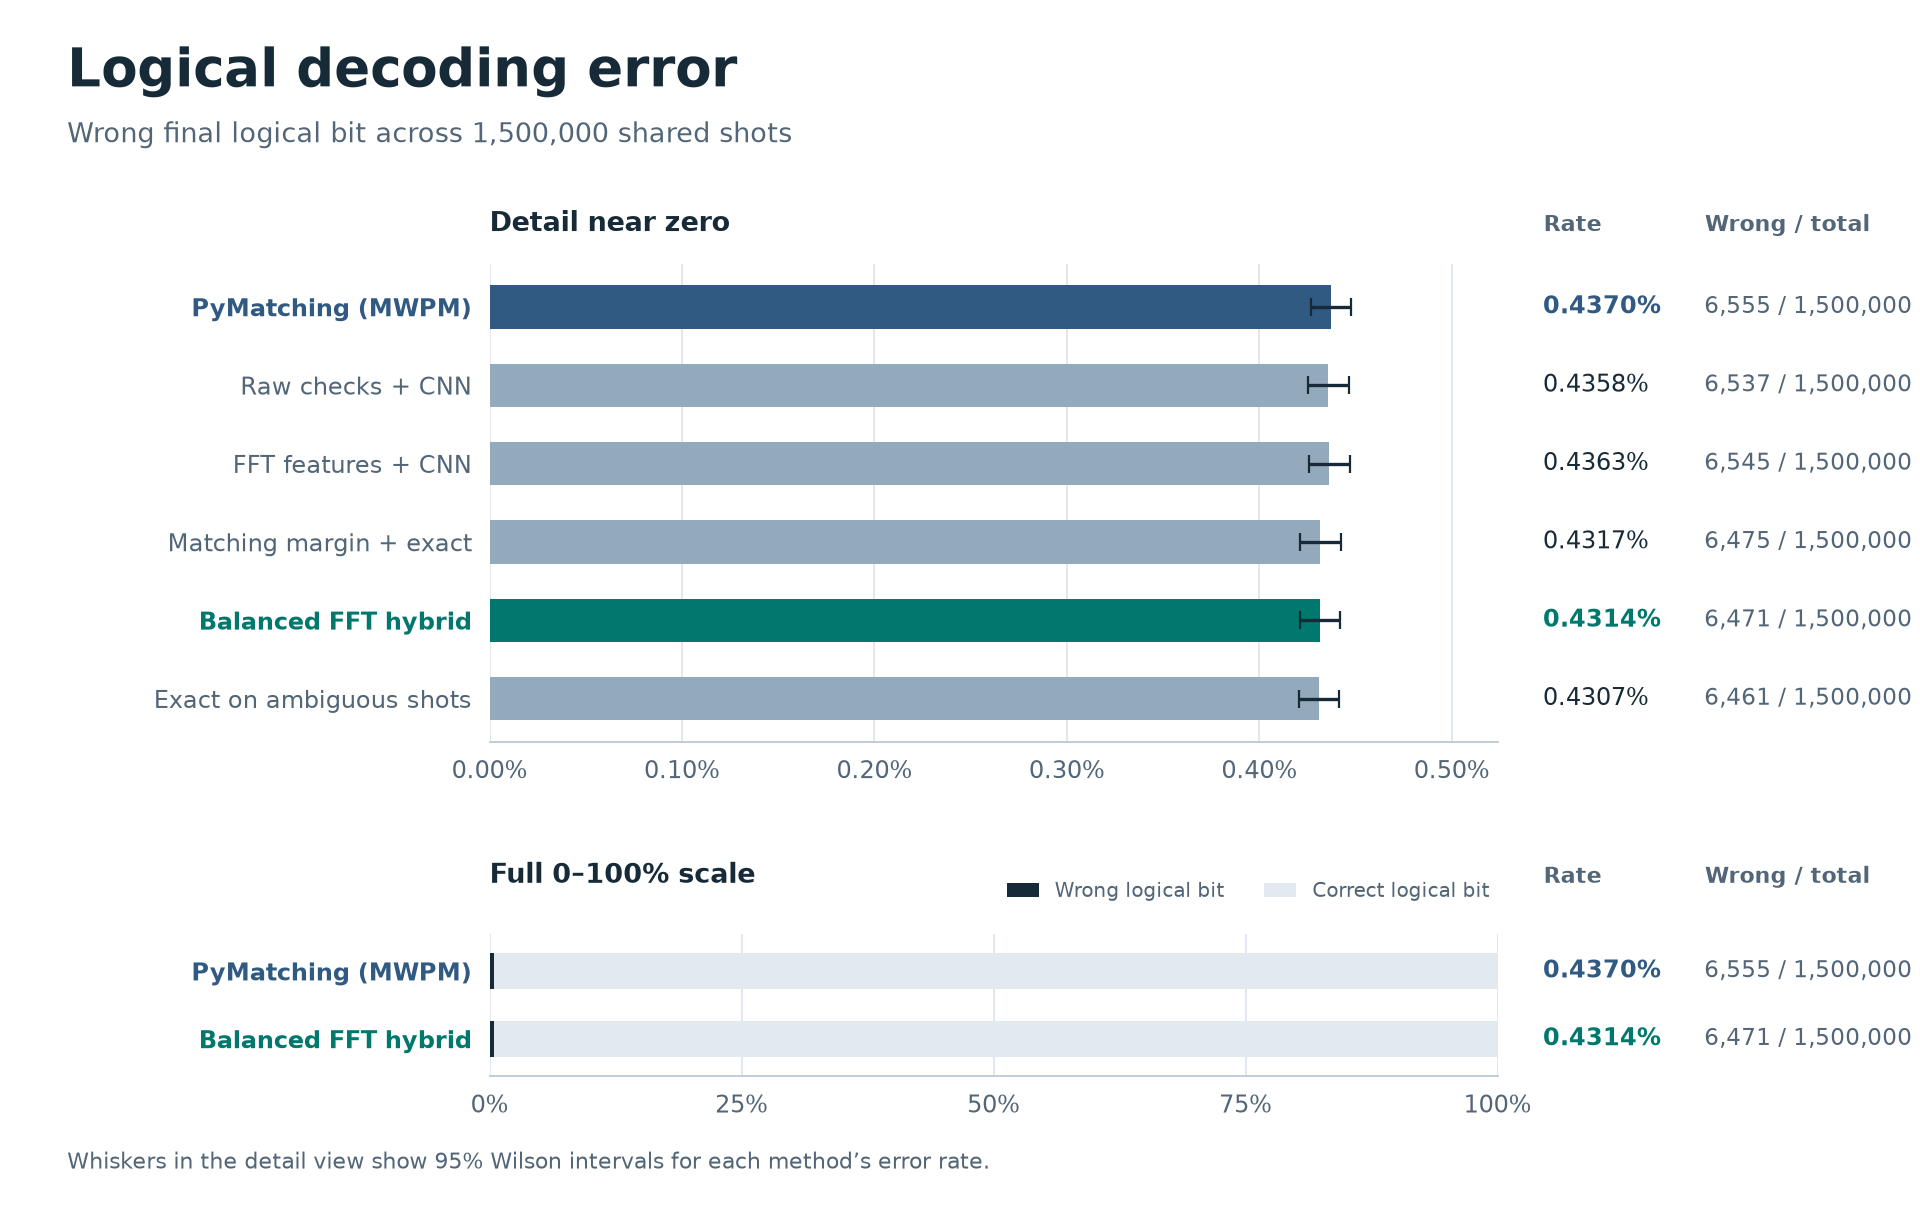 Logical decoding error
Wrong final logical bit across 1,500,000 shared shots
Detail near zero
Rate Wrong / total
PyMatching (MWPM) 0.4370% 6,555 / 1,500,000
Raw checks + CNN 0.4358% 6,537 / 1,500,000
FFT features + CNN 0.4363% 6,545 / 1,500,000
Matching margin + exact 0.4317% 6,475 / 1,500,000
Balanced FFT hybrid 0.4314% 6,471 / 1,500,000
Exact on ambiguous shots 0.4307% 6,461 / 1,500,000
0.00% 0.10% 0.20% 0.30% 0.40% 0.50%
Full 0–100% scale
Wrong logical bit Correct logical bit
Rate Wrong / total
PyMatching (MWPM) 0.4370% 6,555 / 1,500,000
Balanced FFT hybrid 0.4314% 6,471 / 1,500,000
0% 25% 50% 75% 100%
Whiskers in the detail view show 95% Wilson intervals for each method’s error rate.